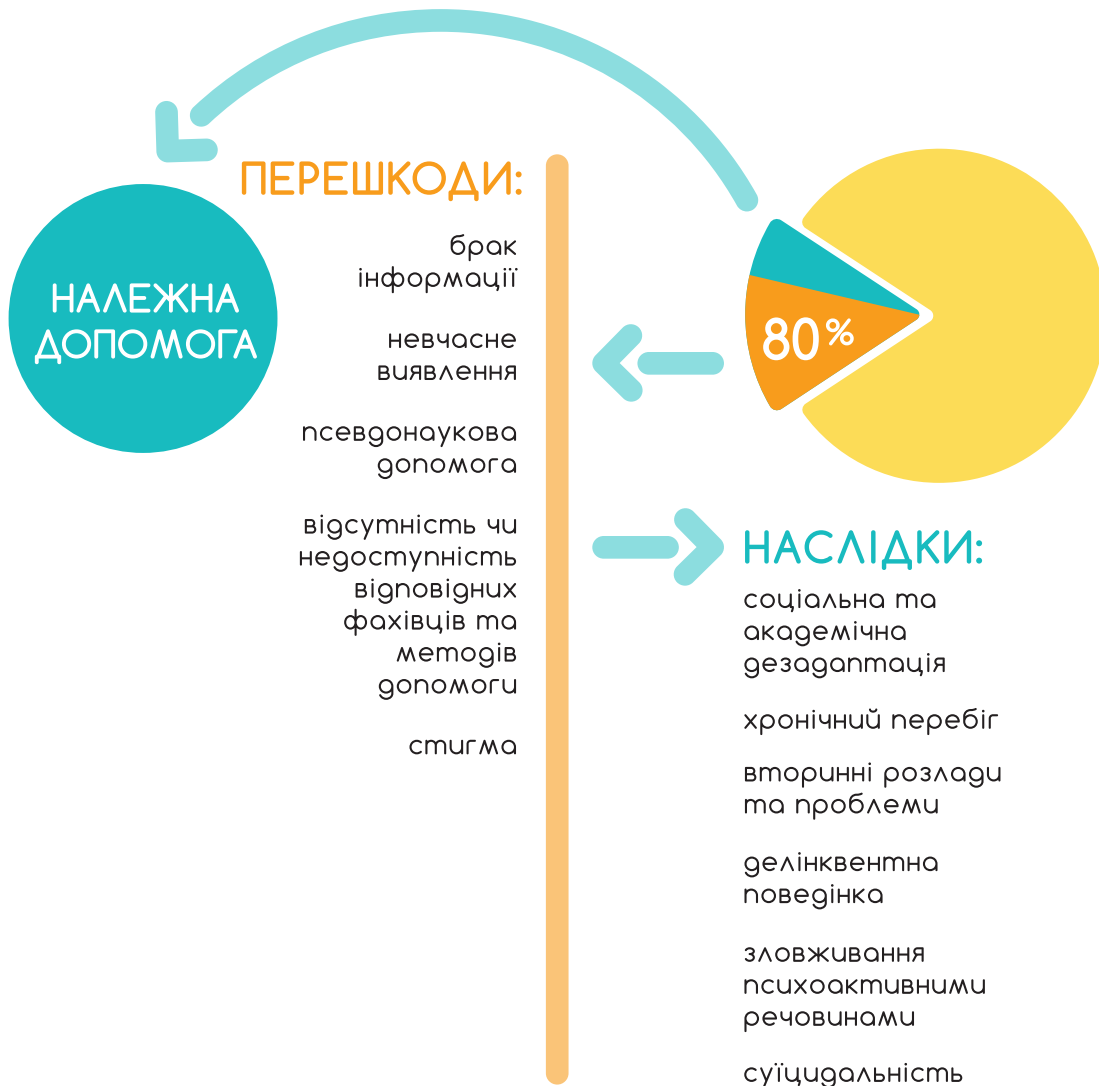 НАЛЕЖНА
ДОПОМОГА
ПЕРЕШКОДИ:
брак
інформації
невчасне
виявлення
псевдонаукова
допомога
відсутність чи
недоступність
відповідних
фахівців та
методів
допомоги
стигма
80%
НАСЛІДКИ:
соціальна та
академічна
дезадаптація
хронічний перебіг
вторинні розлади
та проблеми
делінквентна
поведінка
зловживання
психоактивними
речовинами
суїцидальність